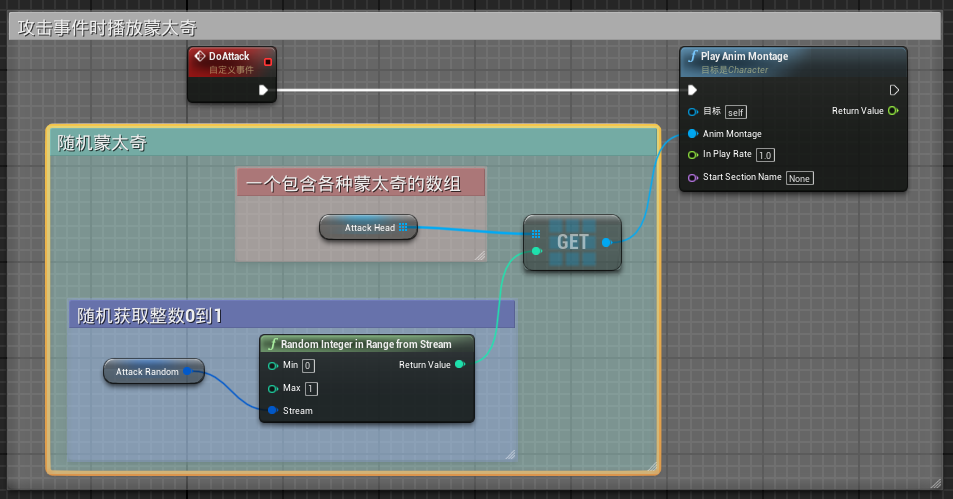 攻击事件时播放蒙太奇
DoAttack
自定义事件
Play Anim Montage
目标是Character
目标 self
Return Value
Anim Montage
In Play Rate 1.0
Start Section Name None
随机蒙太奇
一个包含各种蒙太奇的数组
Attack Head
GET
随机获取整数0到1
Random Integer in Range from Stream
Min 0
Return Value
Max 1
Attack Random
Stream